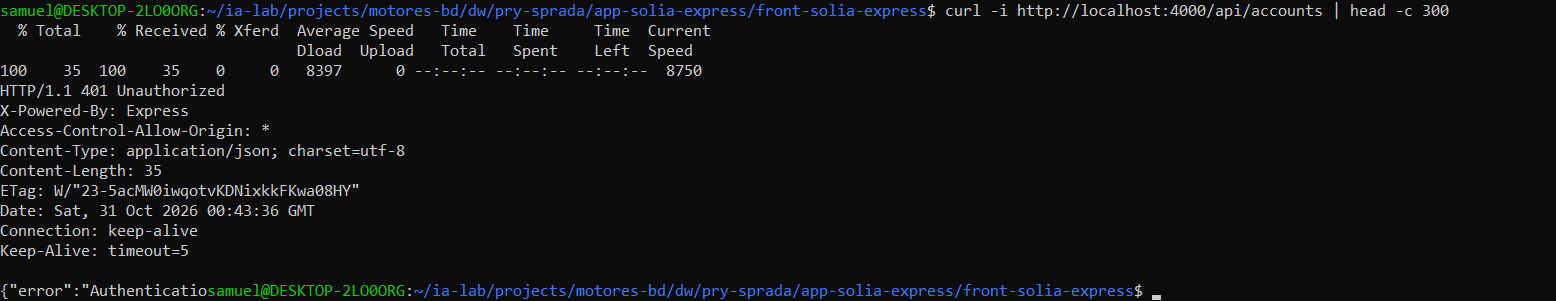 samuel@DESKTOP-2LO0ORG:~/ia-lab/projects/motores-bd/dw/pry-sprada/app-solia-express/front-solia-express$ curl -i http://localhost:4000/api/accounts | head -c 300
  % Total    % Received % Xferd  Average Speed   Time    Time     Time  Current
                                 Dload  Upload   Total   Spent    Left  Speed
100    35  100    35    0     0   8397      0 --:--:-- --:--:-- --:--:--  8750
HTTP/1.1 401 Unauthorized
X-Powered-By: Express
Access-Control-Allow-Origin: *
Content-Type: application/json; charset=utf-8
Content-Length: 35
ETag: W/"23-5acMW0iwqotvKDNixkkFKwa08HY"
Date: Sat, 31 Oct 2026 00:43:36 GMT
Connection: keep-alive
Keep-Alive: timeout=5

{"error":"Authenticatiosamuel@DESKTOP-2LO0ORG:~/ia-lab/projects/motores-bd/dw/pry-sprada/app-solia-express/front-solia-express$